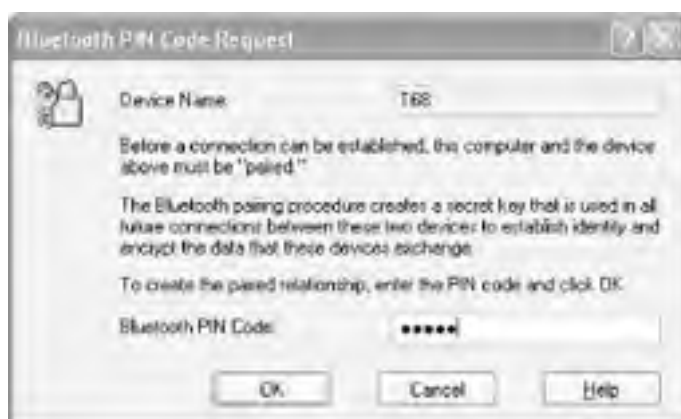 Bluetooth PIN Code Request
Device Name:
T68
Before a connection can be established, this computer and the device
above must be "paired."
The Bluetooth pairing procedure creates a secret key that is used in all
future connections between these two devices to establish identity and
encrypt the data that these devices exchange.
To create the paired relationship, enter the PIN code and click OK.
Bluetooth PIN Code:
•••••
OK
Cancel
Help